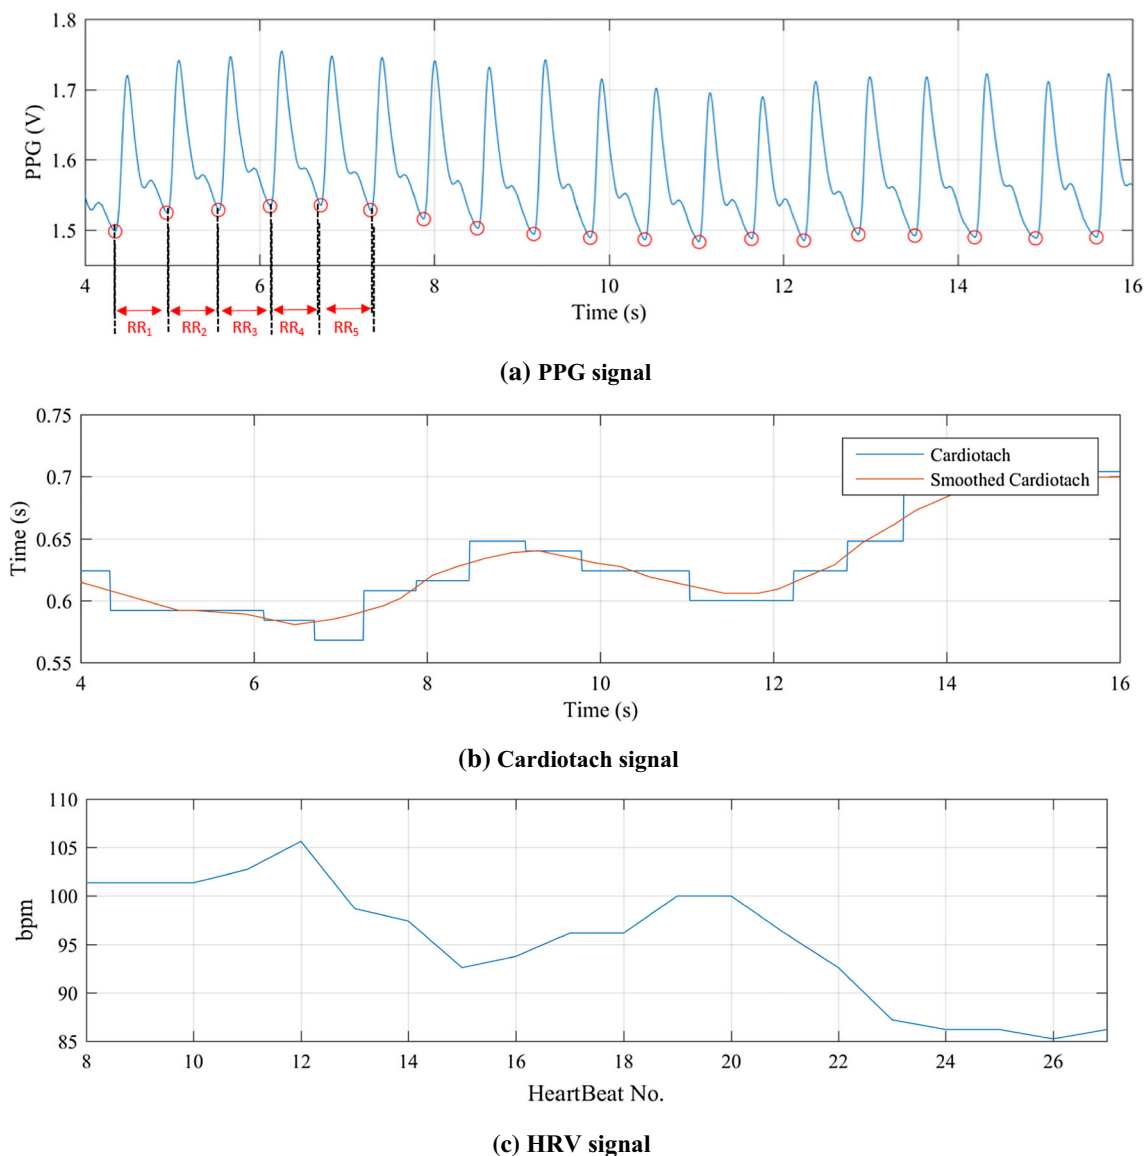 1.8
1.7
PPG (V)
1.6
1.5
4 6 8 10 12 14 16
Time (s)
RR1 RR2 RR3 RR4 RR5
(a) PPG signal
0.75
Cardiotach
0.7
Smoothed Cardiotach
Time (s)
0.65
0.6
0.55
4 6 8 10 12 14 16
Time (s)
(b) Cardiotach signal
110
105
100
bpm
95
90
85
8 10 12 14 16 18 20 22 24 26
HeartBeat No.
(c) HRV signal